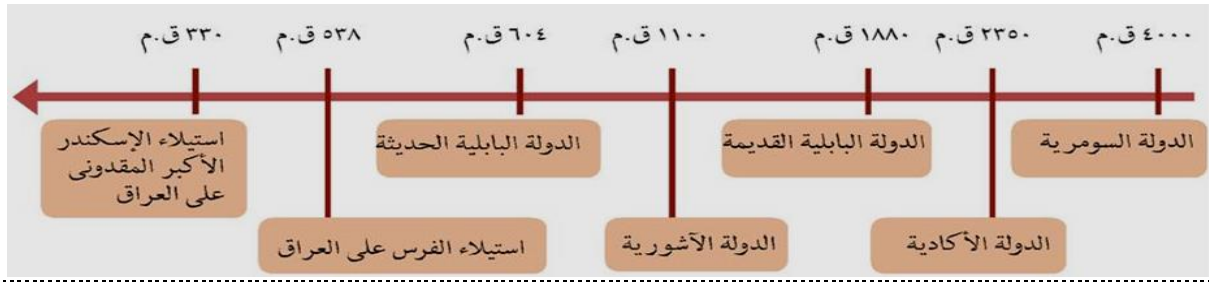 ٤٠٠٠ ق.م
٢٣٥٠ ق.م
١٨٨٠ ق.م
١١٠٠ ق.م
٦٠٤ ق.م
٥٣٨ ق.م
٣٣٠ ق.م
الدولة السومرية
الدولة البابلية القديمة
الدولة البابلية الحديثة
استيلاء الإسكندر
الأكبر المقدونى
على العراق
الدولة الأكادية
الدولة الآشورية
استيلاء الفرس على العراق